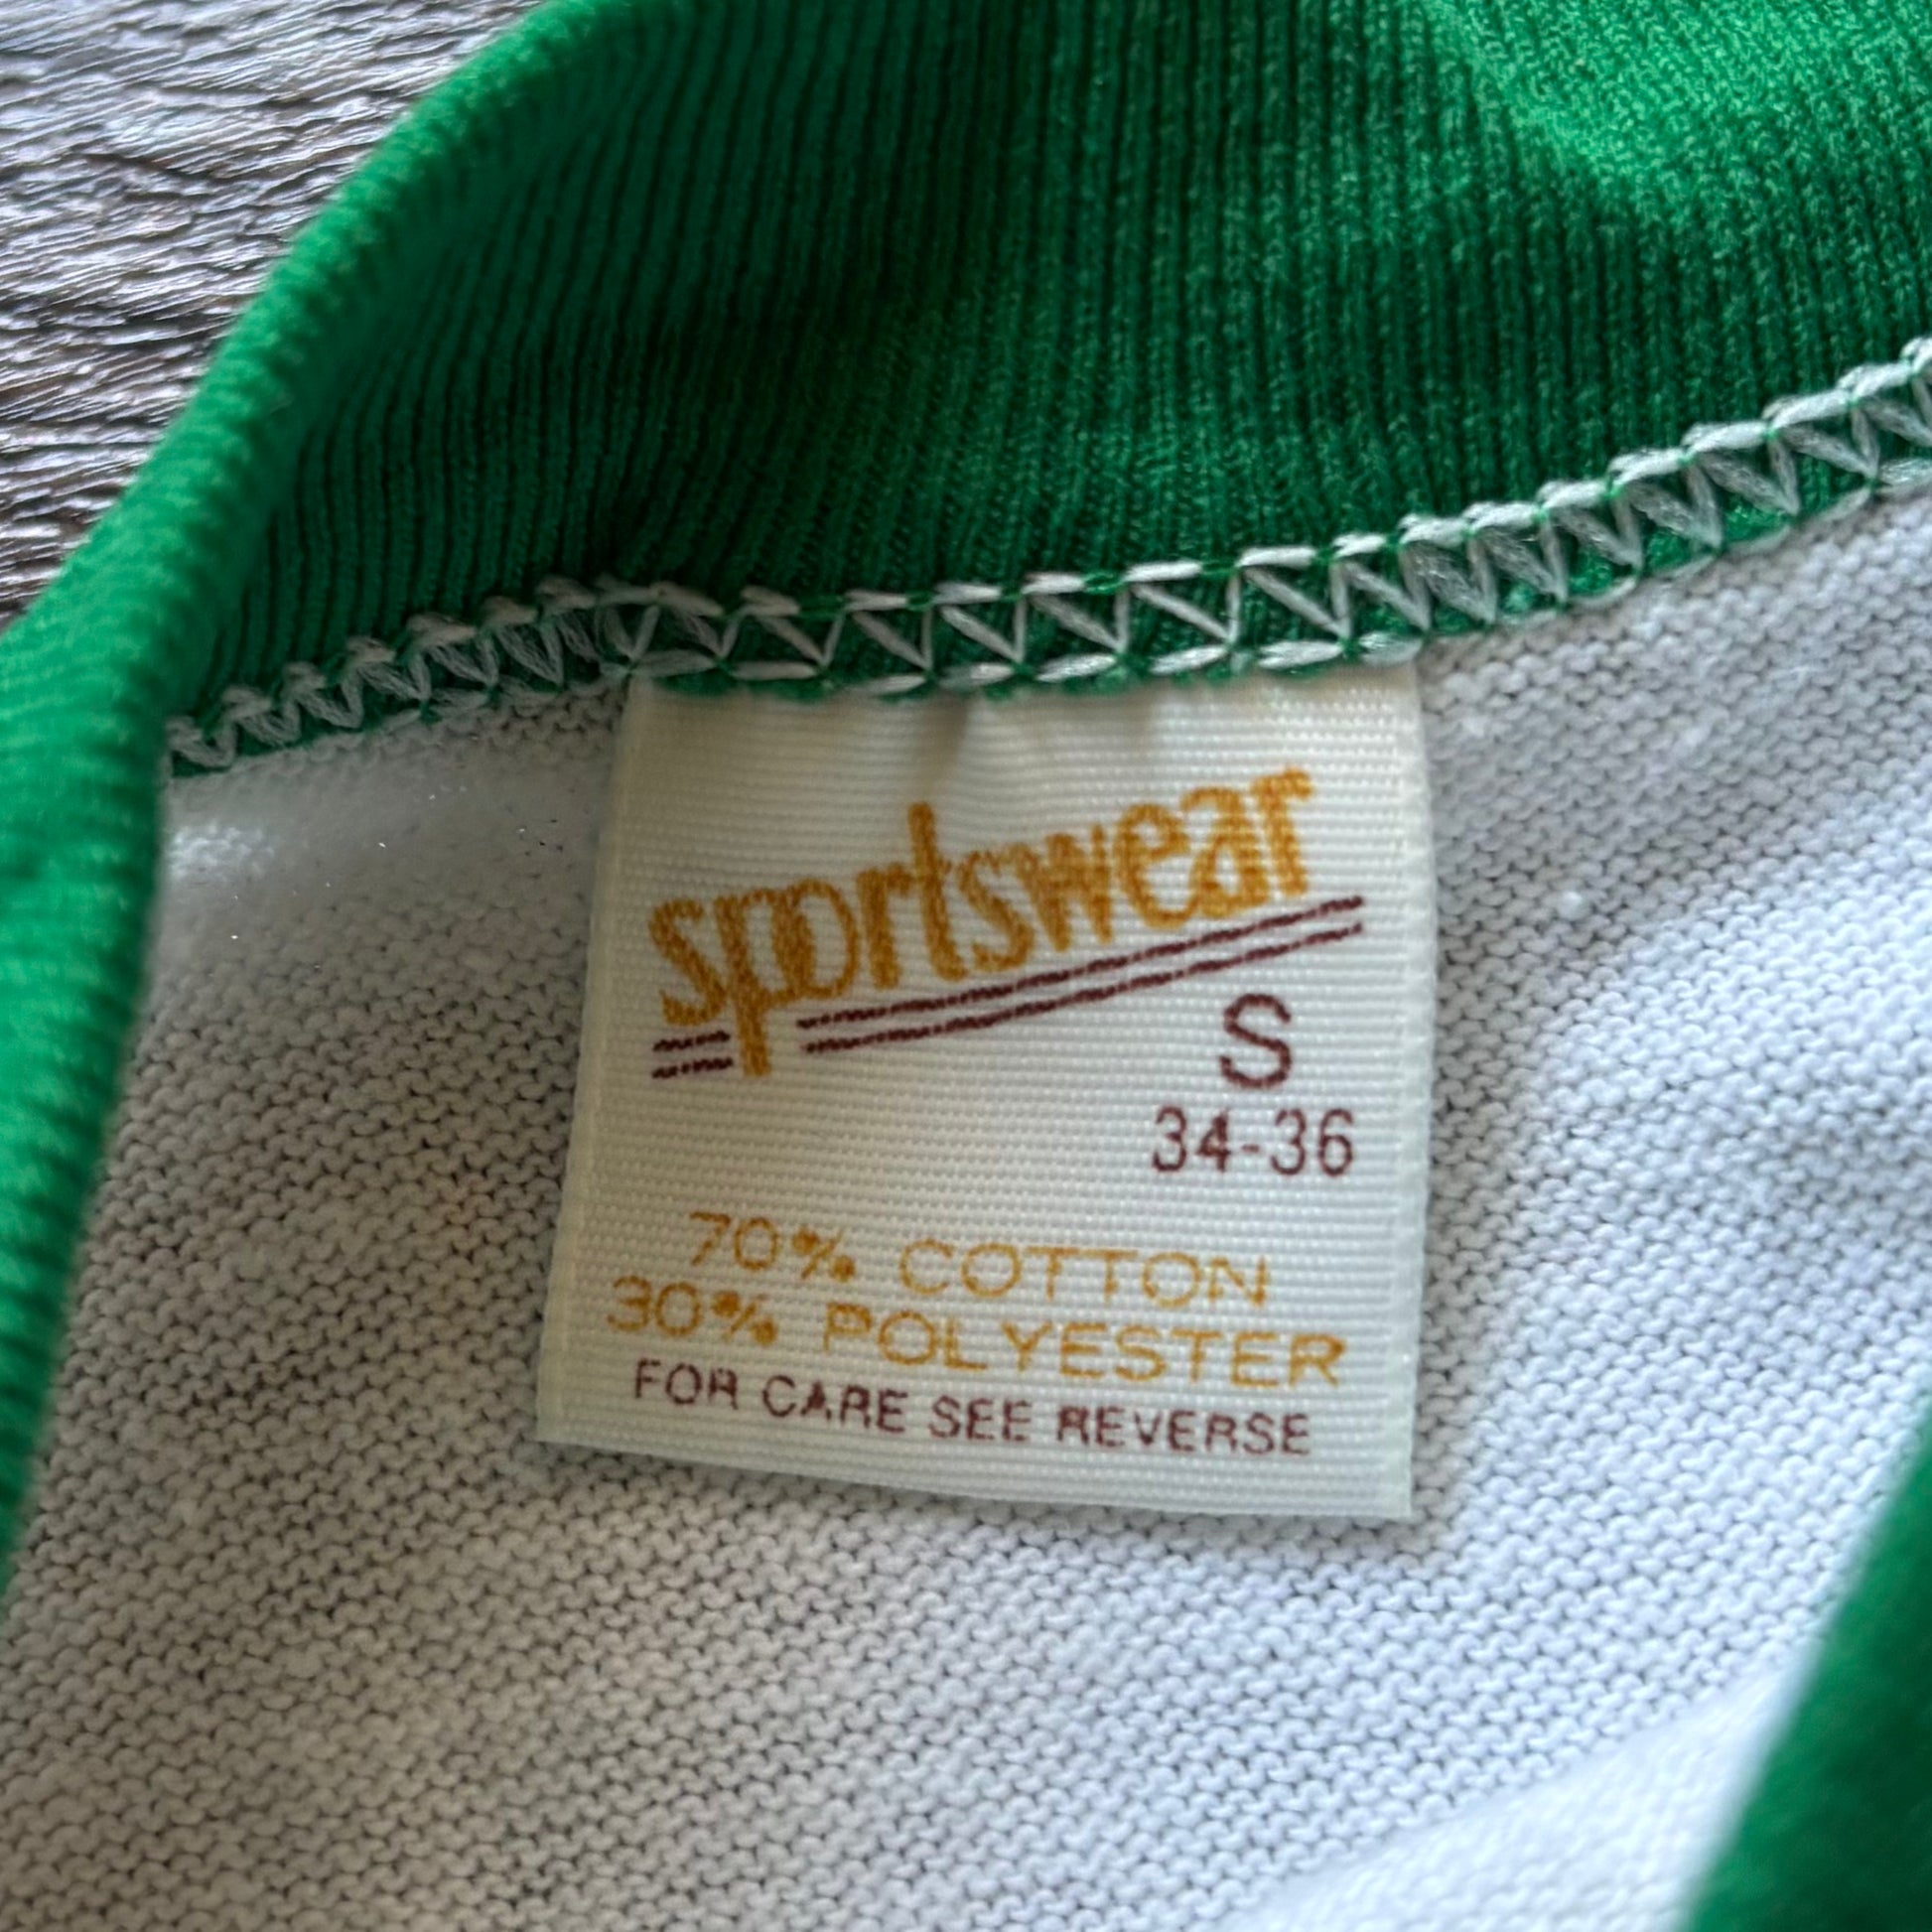 sportswear
S
34-36
70% COTTON
30% POLYESTER
FOR CARE SEE REVERSE